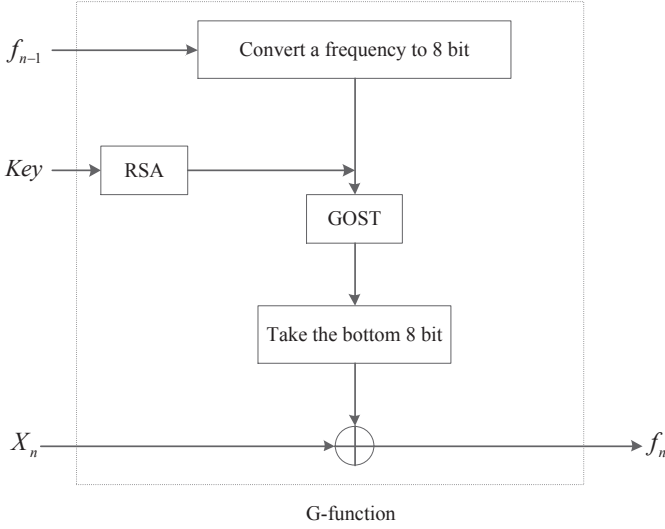 f_{n-1}
Convert a frequency to 8 bit
Key
RSA
GOST
Take the bottom 8 bit
X_n
f_n
G-function